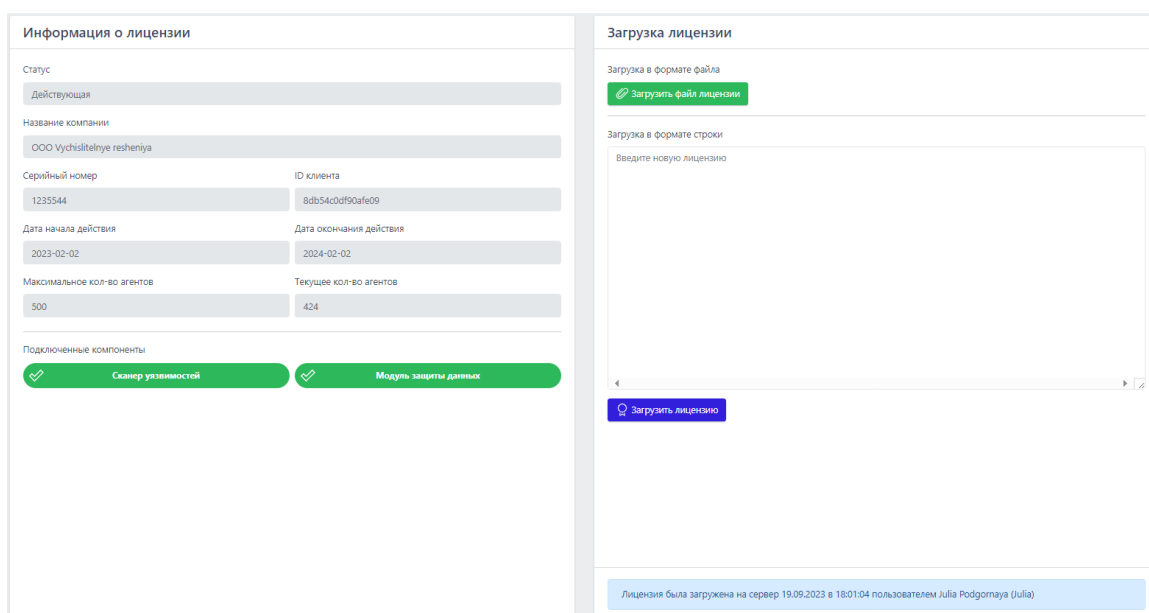 Информация о лицензии
Статус
Действующая
Название компании
ООО Vychislitelnye resheniya
Серийный номер
ID клиента
1235544
8db54c0df90afe09
Дата начала действия
Дата окончания действия
2023-02-02
2024-02-02
Максимальное кол-во агентов
Текущее кол-во агентов
500
424
Подключенные компоненты
Сканер уязвимостей
Модуль защиты данных
Загрузка лицензии
Загрузка в формате файла
Загрузить файл лицензии
Загрузка в формате строки
Введите новую лицензию
Загрузить лицензию
Лицензия была загружена на сервер 19.09.2023 в 18:01:04 пользователем Julia Podgornaya (Julia)